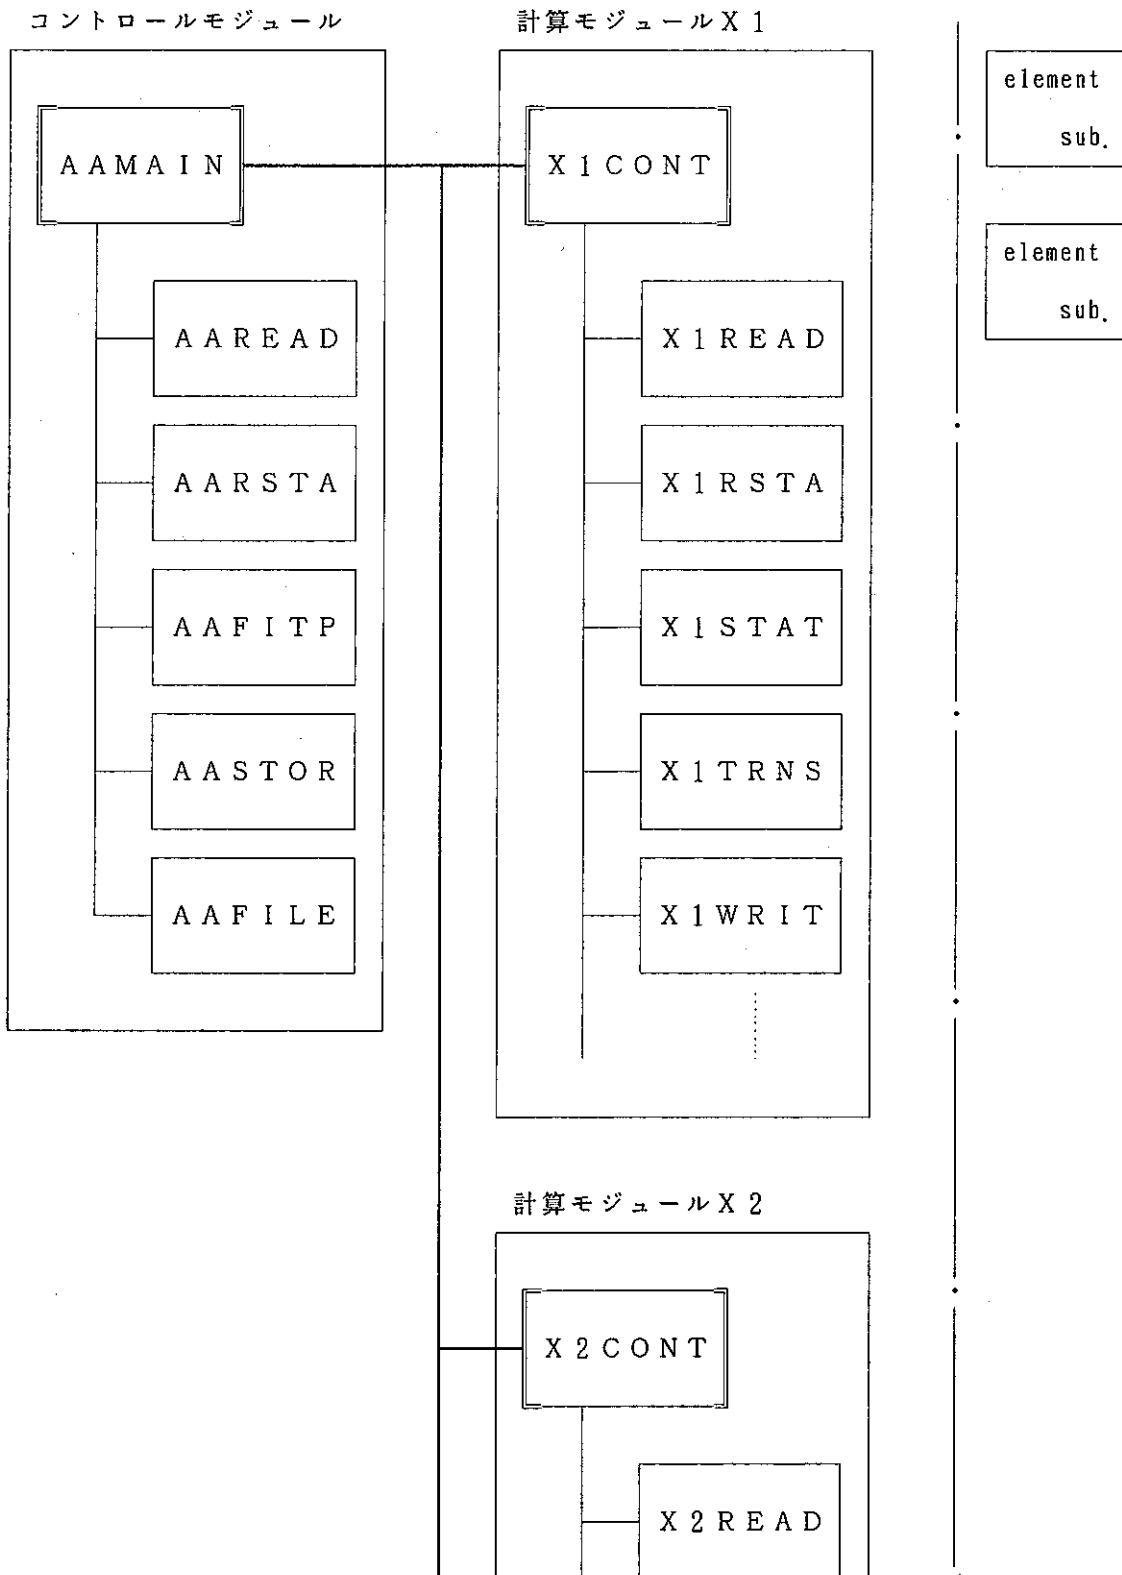 コントロールモジュール
AAMAIN
AAREAD
AARSTA
AAFITP
AASTOR
AAFILE
計算モジュールX1
X1CONT
X1READ
X1RSTA
X1STAT
X1TRNS
X1WRIT
計算モジュールX2
X2CONT
X2READ
element
sub.
element
sub.